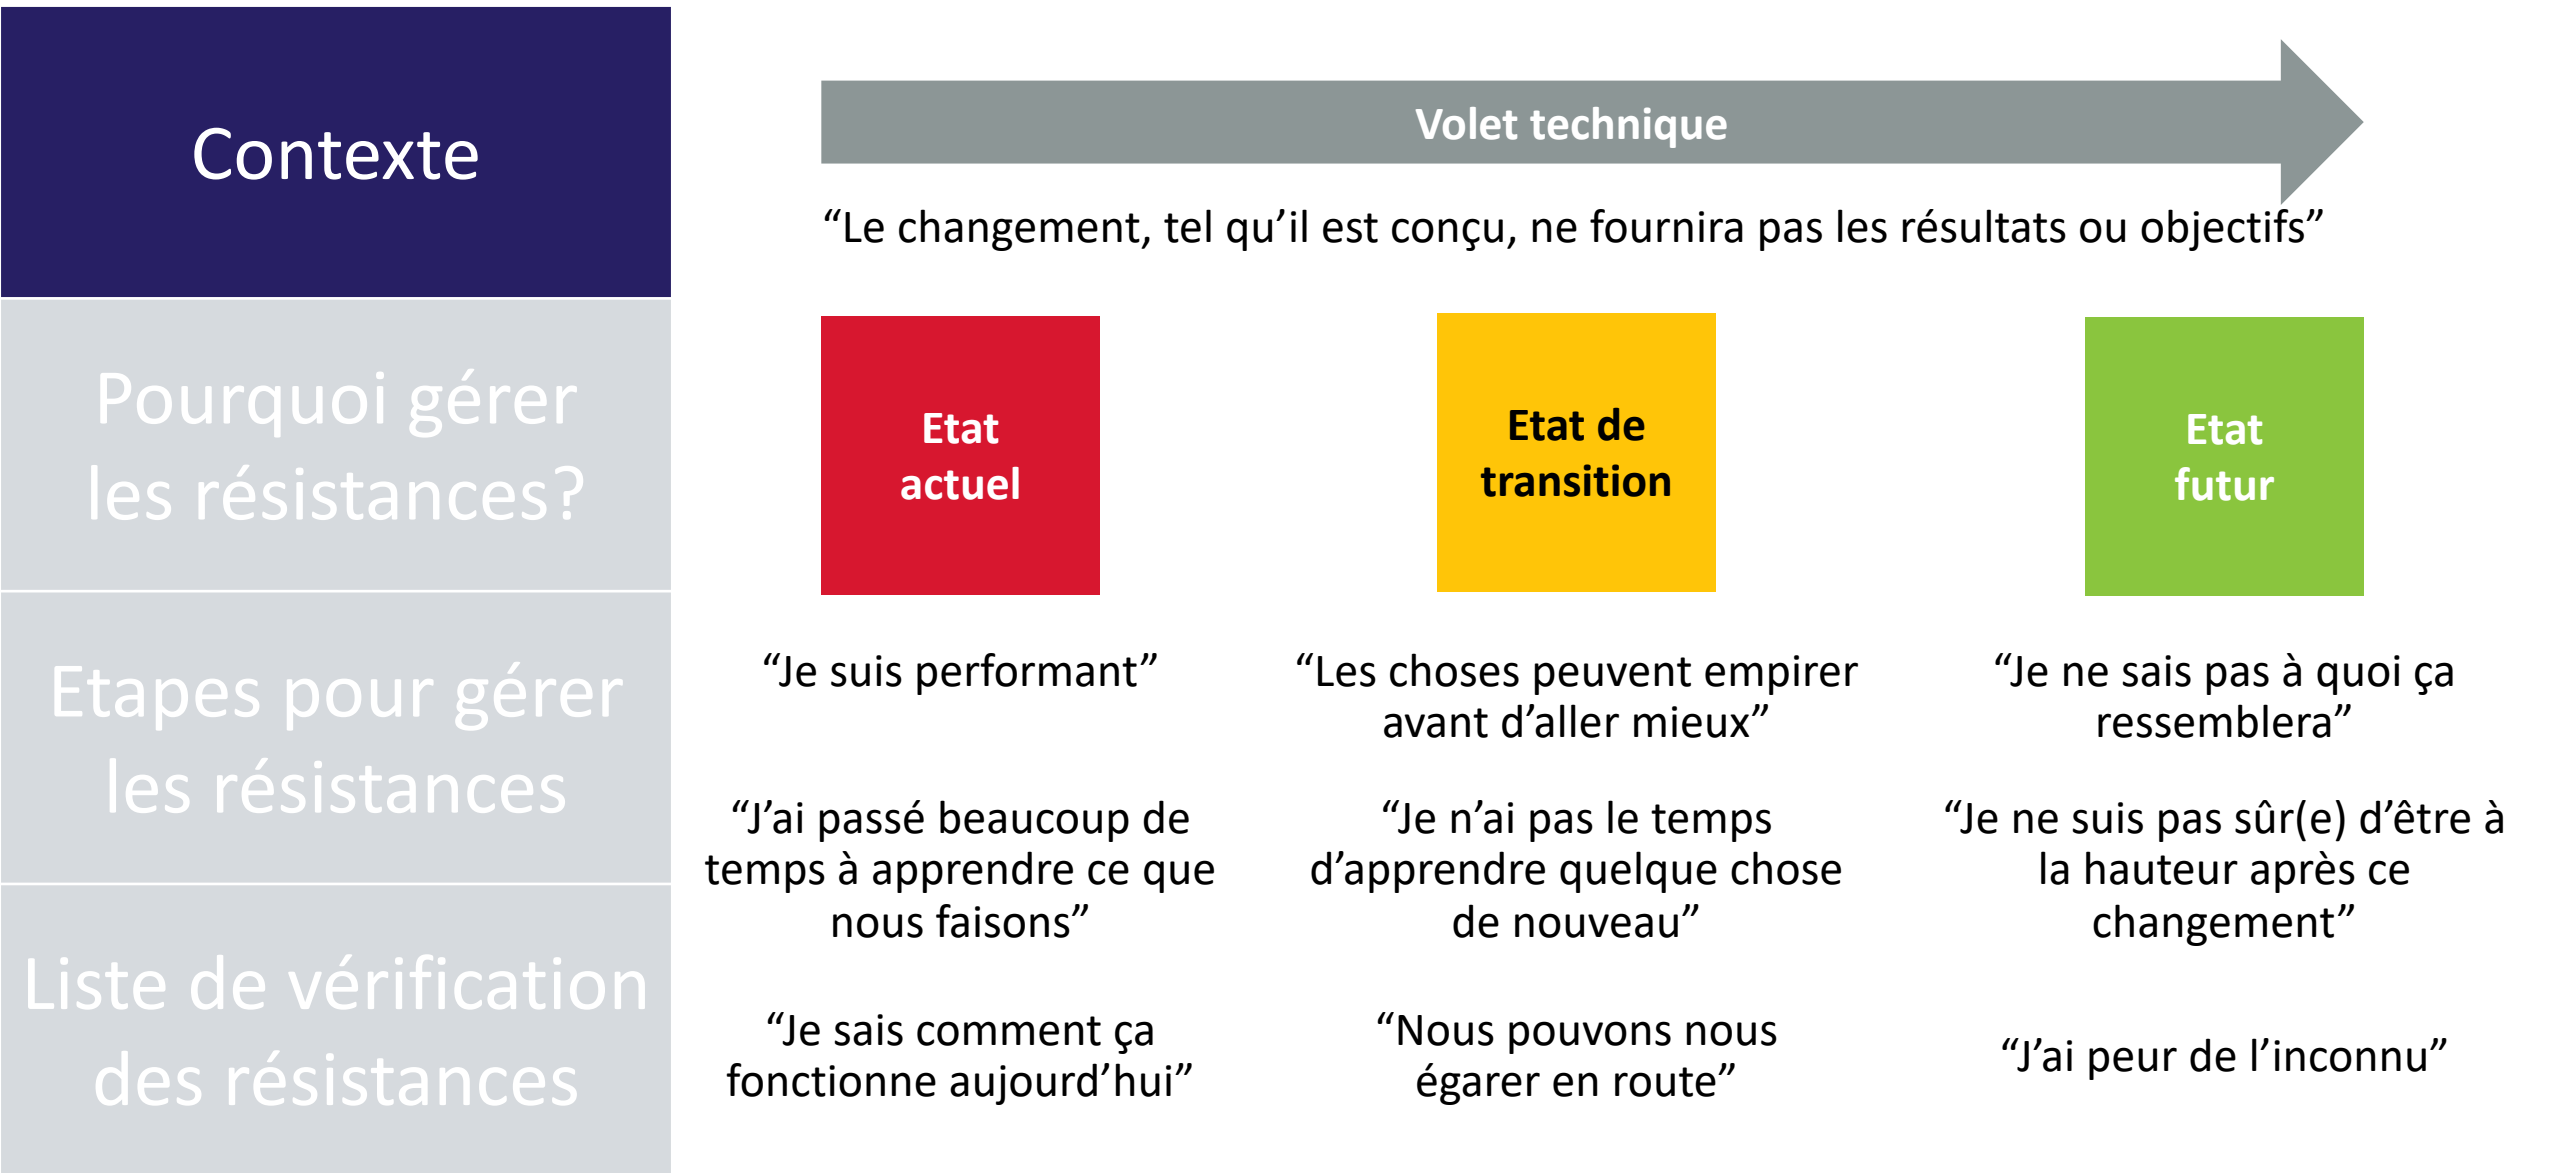 Contexte
Pourquoi gérer
les résistances?
Etapes pour gérer
les résistances
Liste de vérification
des résistances
Volet technique
“Le changement, tel qu’il est conçu, ne fournira pas les résultats ou objectifs”
Etat
actuel
Etat de
transition
Etat
futur
“Je suis performant”
“Les choses peuvent empirer
avant d’aller mieux”
“Je ne sais pas à quoi ça
ressemblera”
“J’ai passé beaucoup de
temps à apprendre ce que
nous faisons”
“Je n’ai pas le temps
d’apprendre quelque chose
de nouveau”
“Je ne suis pas sûr(e) d’être à
la hauteur après ce
changement”
“Je sais comment ça
fonctionne aujourd’hui”
“Nous pouvons nous
égarer en route”
“J’ai peur de l’inconnu”